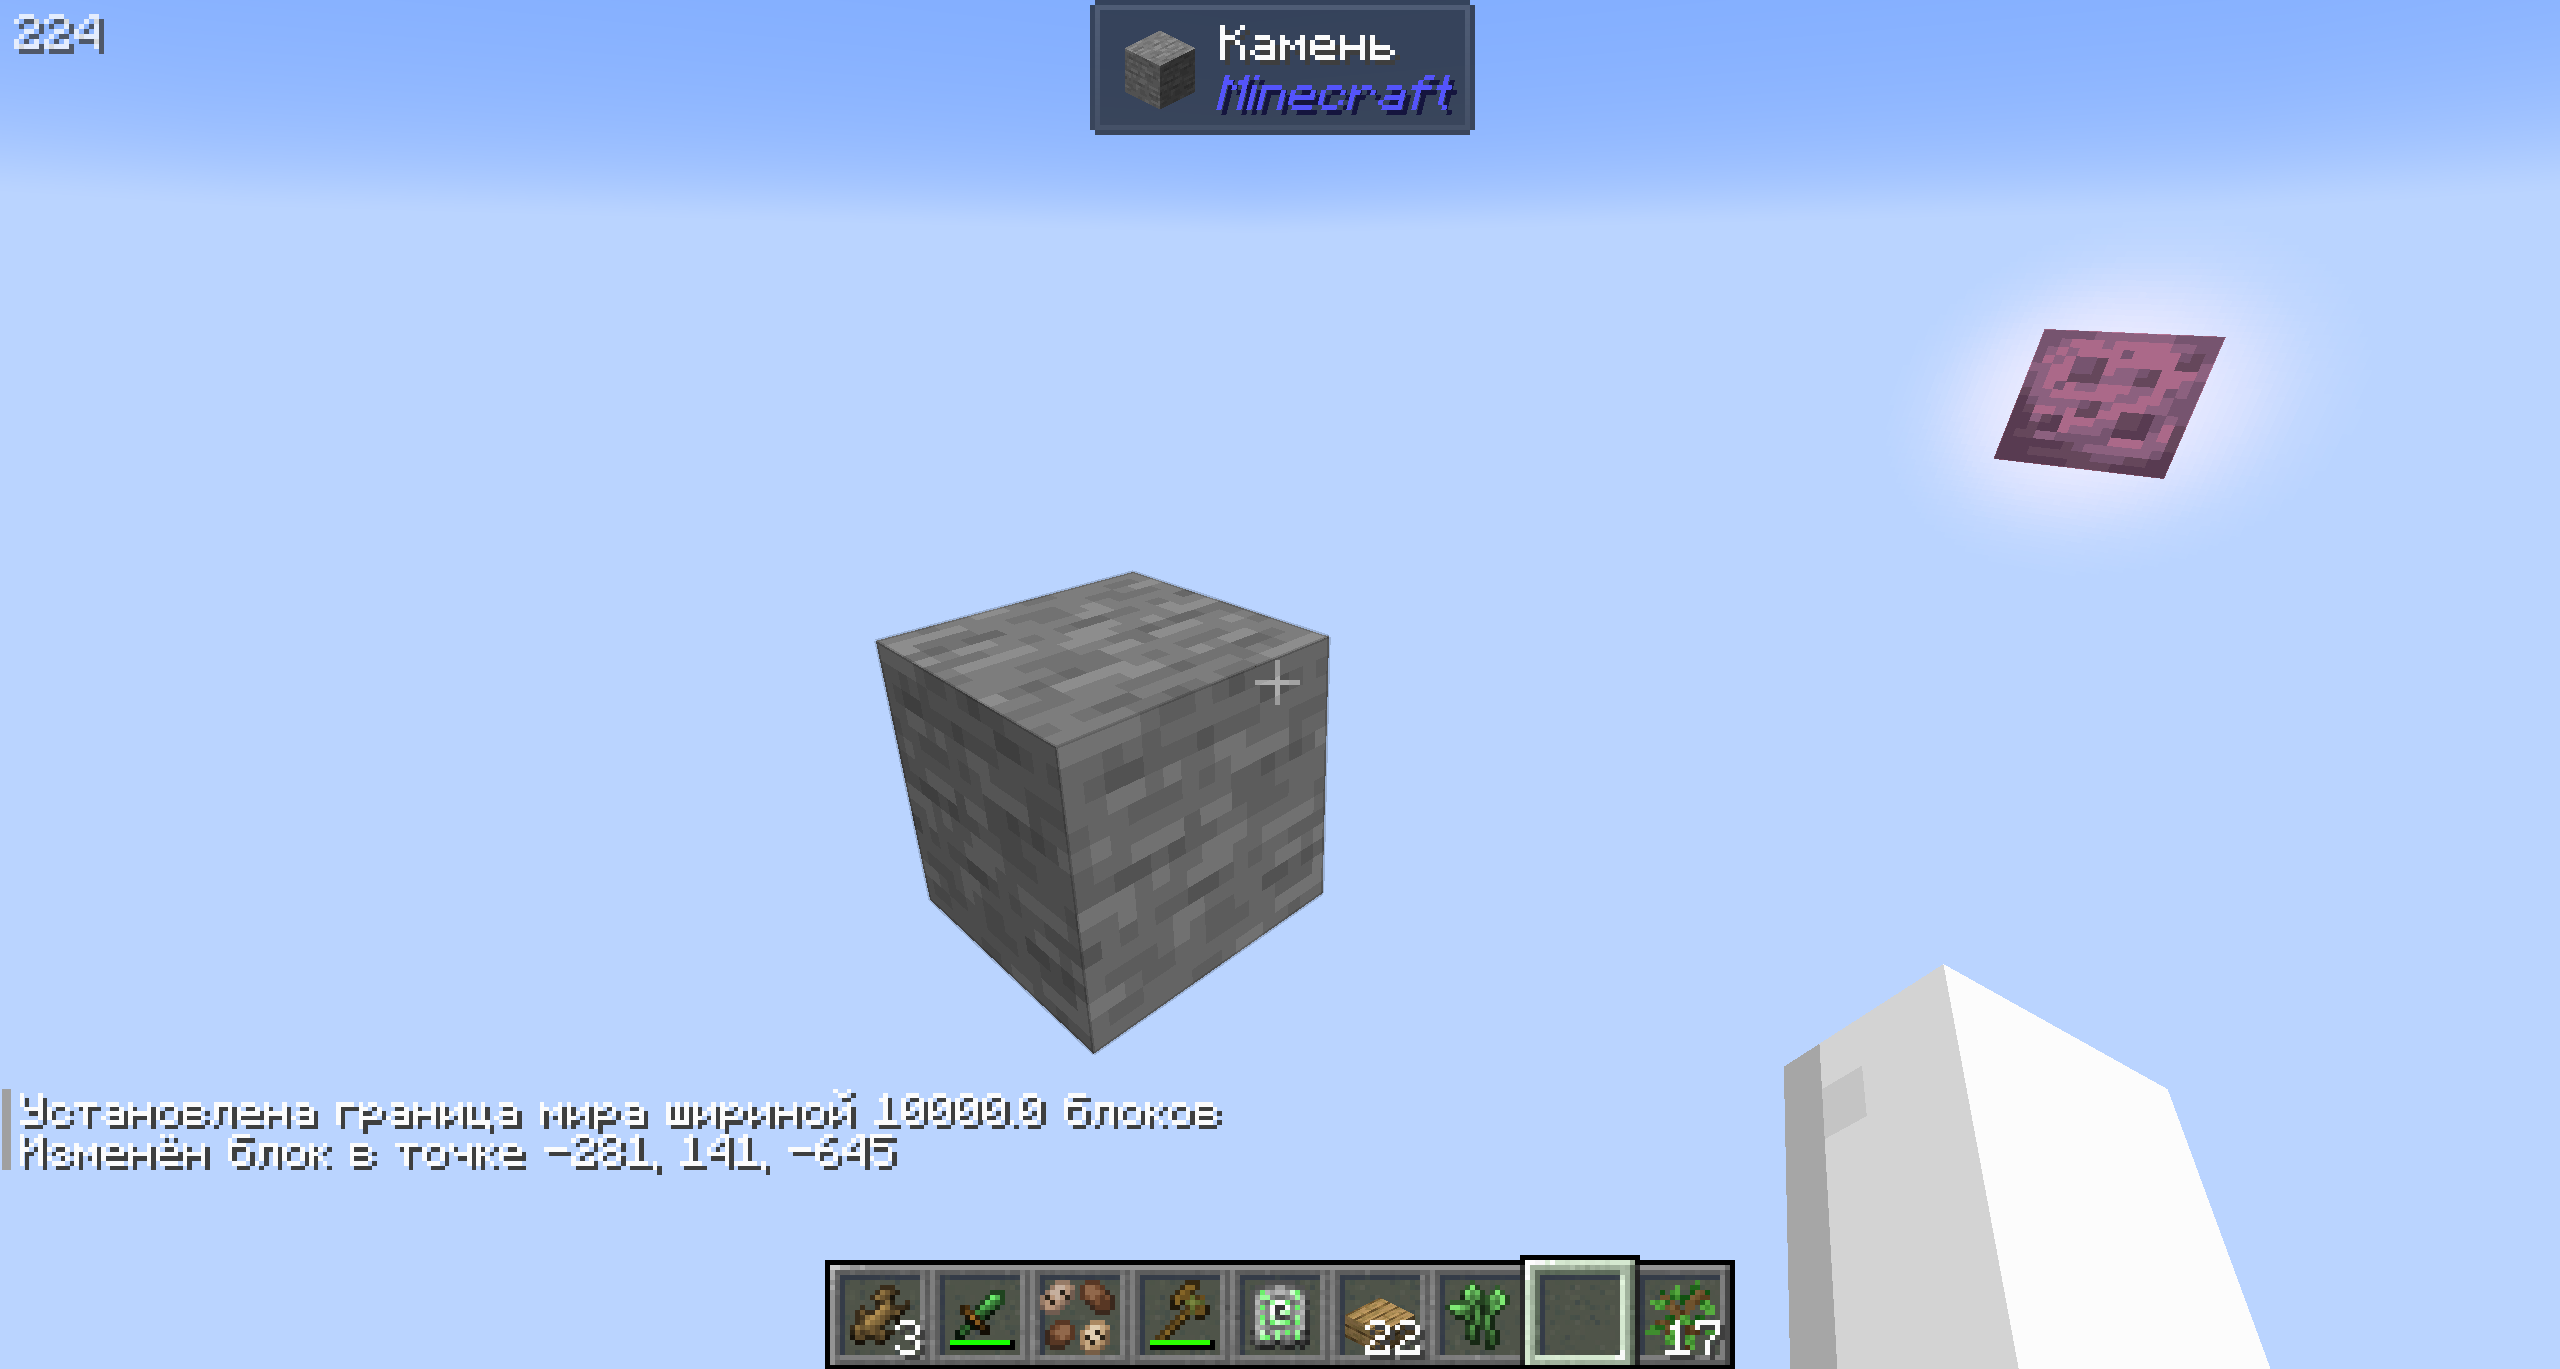 224
Камень
Minecraft
Установлена граница мира шириной 10000.0 блоков
Изменён блок в точке -281, 141, -645
3
22
17